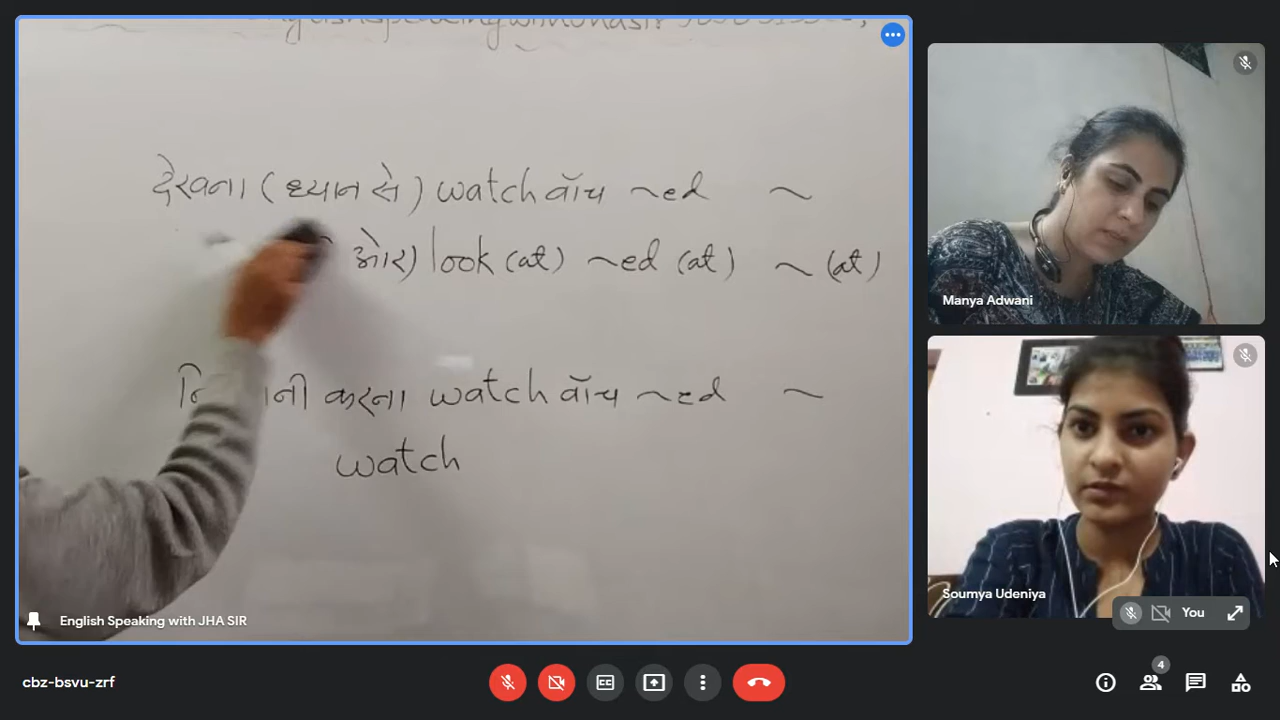 देखना (ध्यान से) watch वॉच ~ed ~
ओर) look (at) ~ed (at) ~ (at)
करना watch वॉच ~ed ~
watch
English Speaking with JHA SIR
Manya Adwani
Soumya Udeniya
You
cbz-bsvu-zrf
4